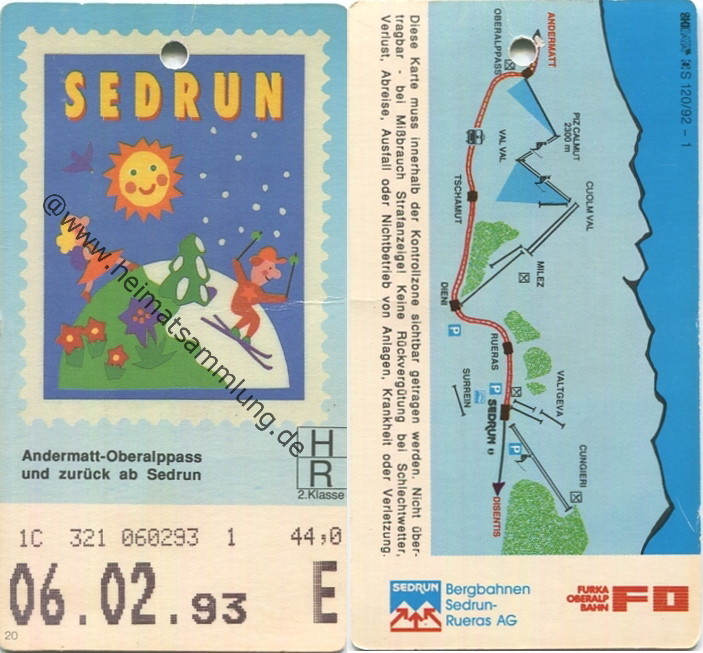 SEDRUN
@www.heimatsammlung.de
Andermatt-Oberalppass
und zurück ab Sedrun
H
R
2.Klasse
1C 321 060293 1 44,0
06.02.93 E
20
Diese Karte muss innerhalb der Kontrollzone sichtbar getragen werden. Nicht über-
tragbar - bei Mißbrauch Strafanzeige! Keine Rückvergütung bei Schlechtwetter,
Verlust, Abreise, Ausfall oder Nichtbetrieb von Anlagen, Krankheit oder Verletzung.
S 120/92 - 1
ANDERMATT
OBERALPPASS
PIZ CALMUT
2300 m
VAL VAL
CUOLM VAL
TSCHAMUT
MILEZ
DIENI
P
RUERAS
VALTGEVA
SURREIN
P
SEDRUN
P
CUNGIERI
DISENTIS
SEDRUN
Bergbahnen
Sedrun-
Rueras AG
FURKA
OBERALP
BAHN
FO